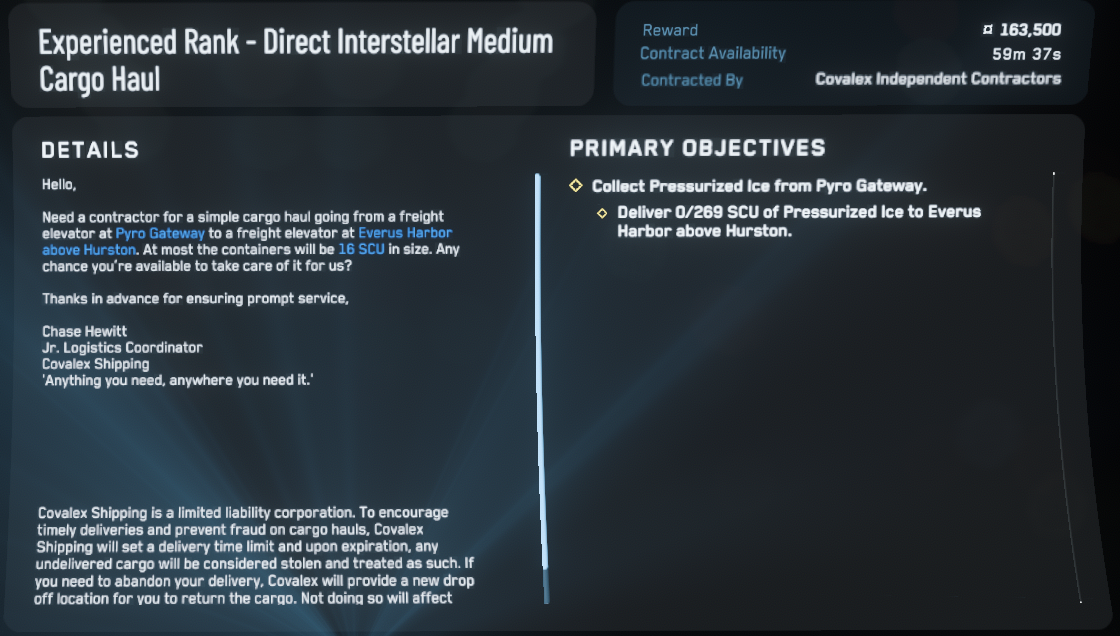 Experienced Rank - Direct Interstellar Medium
Cargo Haul
Reward ¤ 163,500
Contract Availability 59m 37s
Contracted By Covalex Independent Contractors
DETAILS
Hello,
Need a contractor for a simple cargo haul going from a freight
elevator at Pyro Gateway to a freight elevator at Everus Harbor
above Hurston. At most the containers will be 16 SCU in size. Any
chance you're available to take care of it for us?
Thanks in advance for ensuring prompt service,
Chase Hewitt
Jr. Logistics Coordinator
Covalex Shipping
'Anything you need, anywhere you need it.'
Covalex Shipping is a limited liability corporation. To encourage
timely deliveries and prevent fraud on cargo hauls, Covalex
Shipping will set a delivery time limit and upon expiration, any
undelivered cargo will be considered stolen and treated as such. If
you need to abandon your delivery, Covalex will provide a new drop
off location for you to return the cargo. Not doing so will affect
PRIMARY OBJECTIVES
Collect Pressurized Ice from Pyro Gateway.
Deliver 0/269 SCU of Pressurized Ice to Everus
Harbor above Hurston.